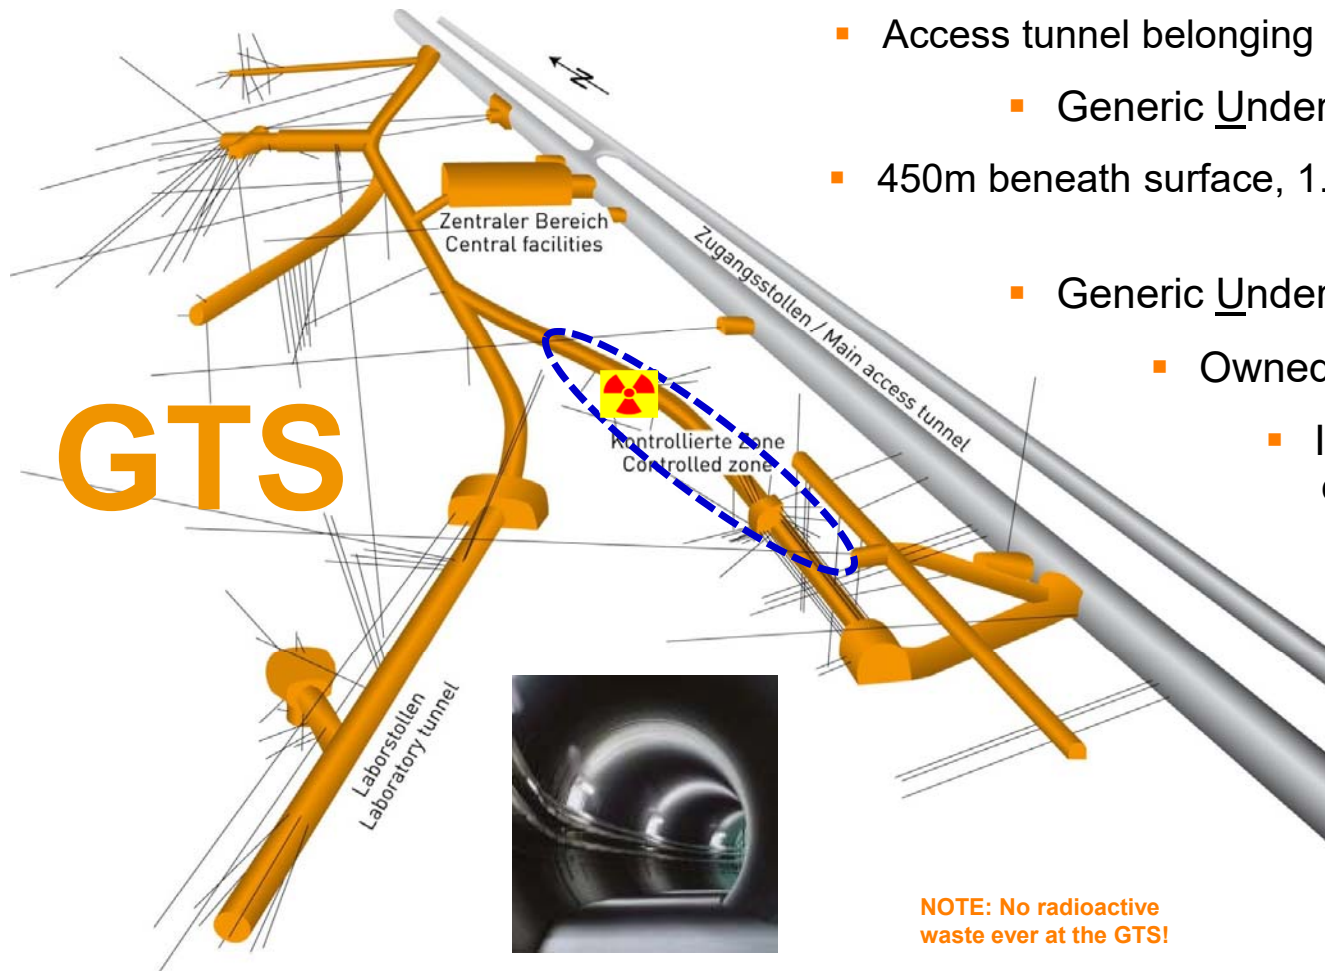 Access tunnel belonging
Generic Under
450m beneath surface, 1.
Generic Under
Owned
N
Zentraler Bereich
Central facilities
Zugangsstollen / Main access tunnel
GTS
Kontrollierte Zone
Controlled zone
Laborstollen
Laboratory tunnel
NOTE: No radioactive
waste ever at the GTS!